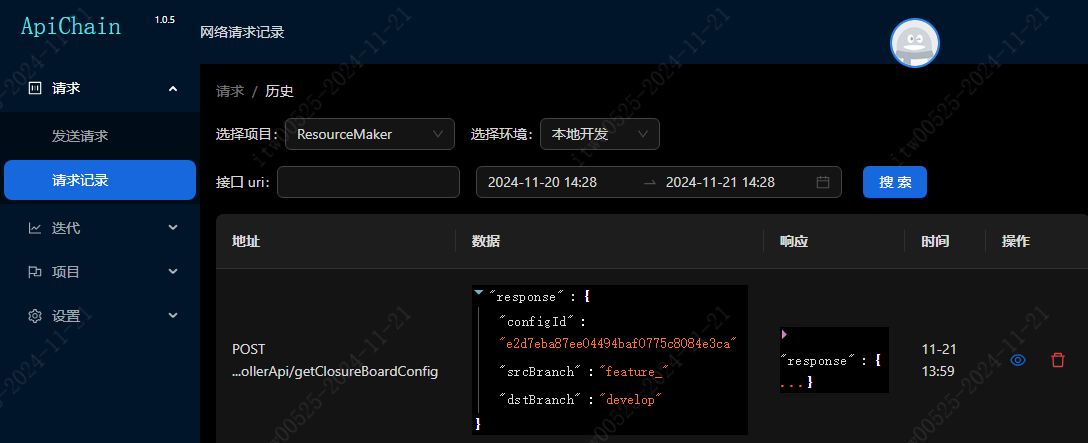 ApiChain 1.0.5
网络请求记录
请求
发送请求
请求记录
迭代
项目
设置
请求 / 历史
选择项目: ResourceMaker 选择环境: 本地开发
接口 uri: 2024-11-20 14:28 → 2024-11-21 14:28 搜 索
地址 数据 响应 时间 操作
POST
...ollerApi/getClosureBoardConfig
"response" : {
"configId" :
"e2d7eba87ee04494baf0775c8084e3ca"
"srcBranch" : "feature_"
"dstBranch" : "develop"
}
"response" : {
... }
11-21
13:59
itw00525-2024-11-21